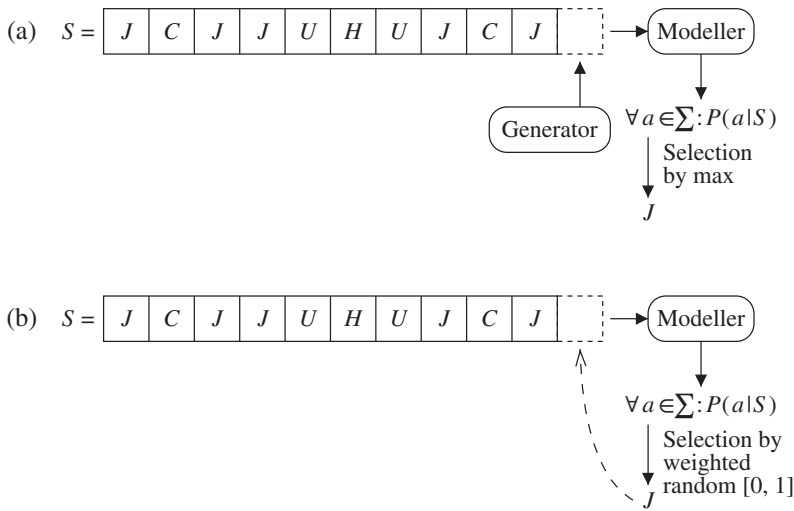 (a) S = J C J J U H U J C J
Modeller
Generator
∀ a ∈ Σ : P(a|S)
Selection
by max
J
(b) S = J C J J U H U J C J
Modeller
∀ a ∈ Σ : P(a|S)
Selection by
weighted
random [0, 1]
J